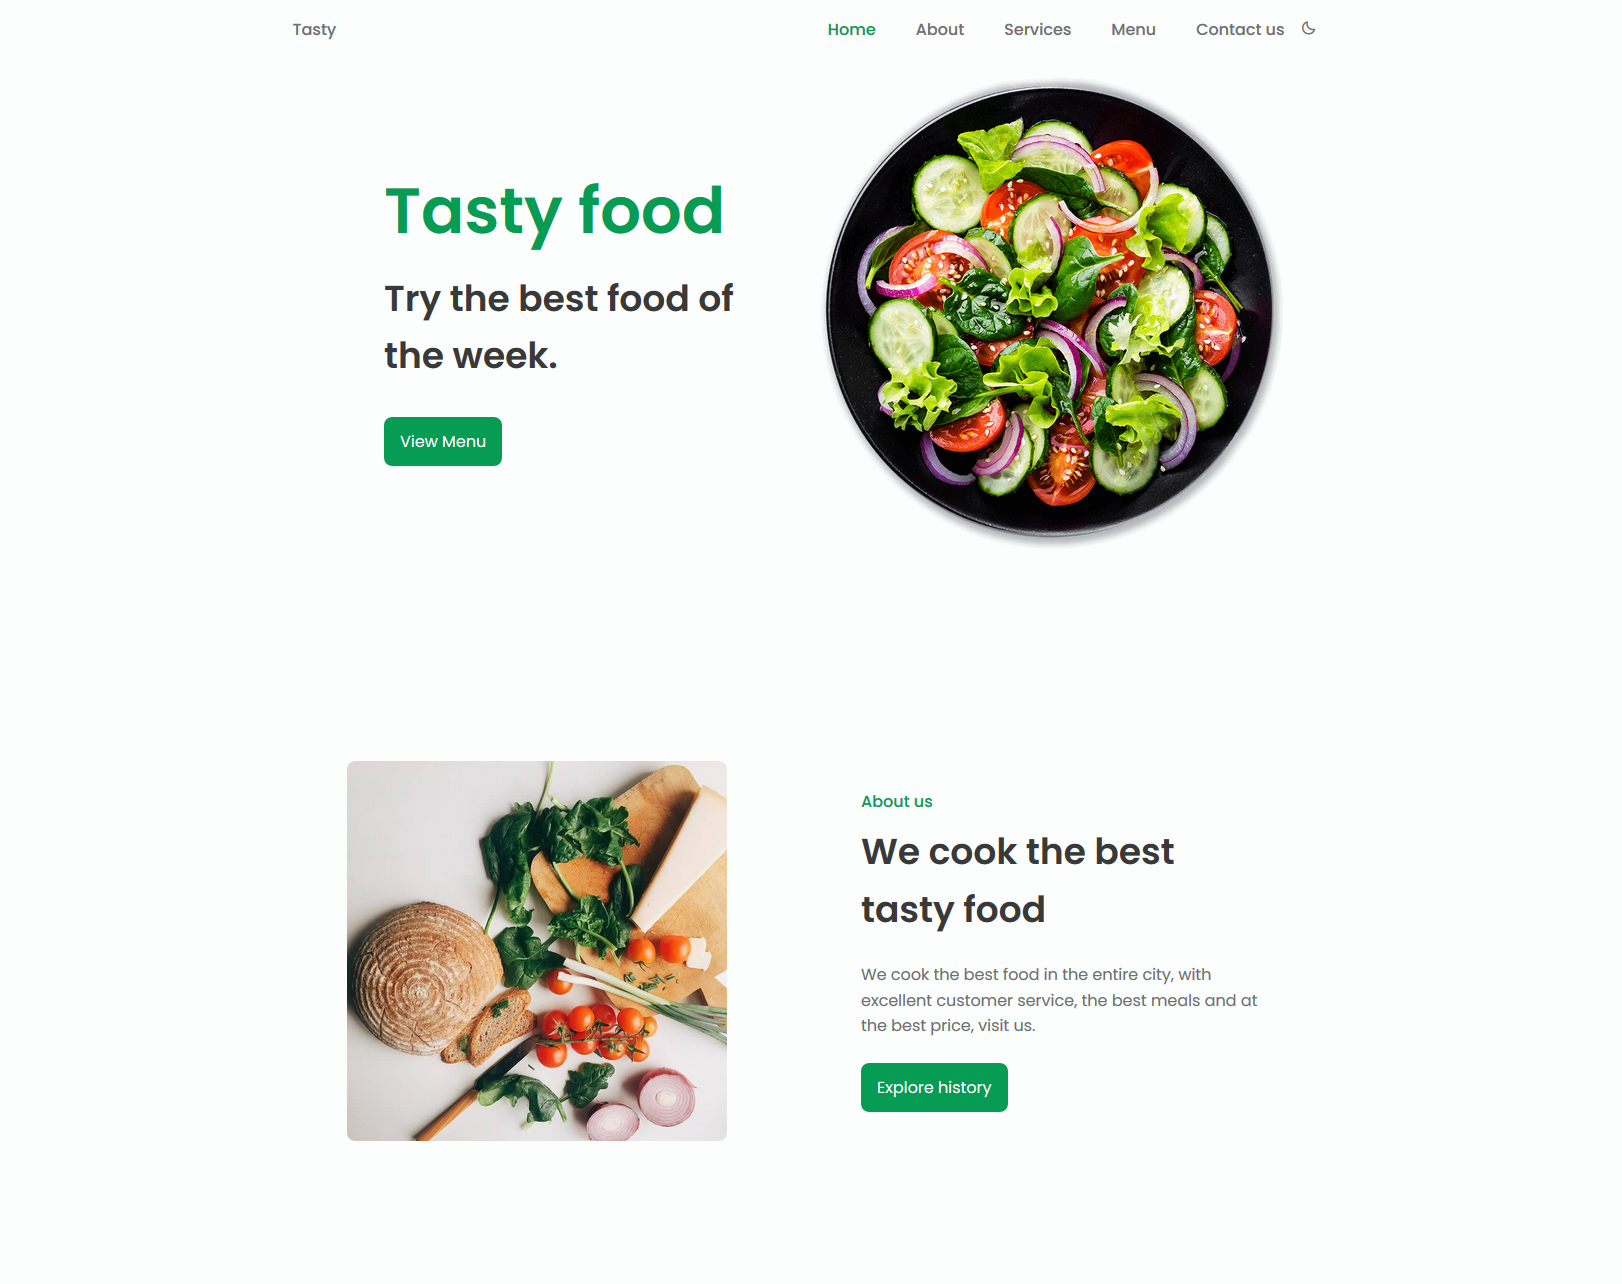 Tasty
Home About Services Menu Contact us
Tasty food
Try the best food of
the week.
View Menu
About us
We cook the best
tasty food
We cook the best food in the entire city, with
excellent customer service, the best meals and at
the best price, visit us.
Explore history